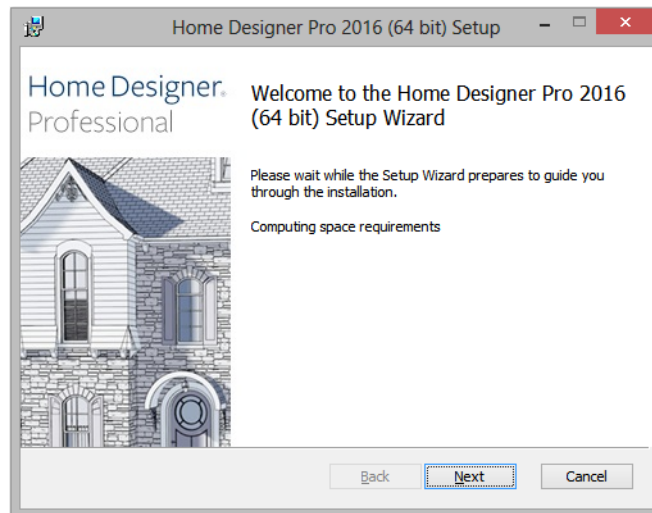 Home Designer Pro 2016 (64 bit) Setup
Home Designer.
Professional
Welcome to the Home Designer Pro 2016
(64 bit) Setup Wizard
Please wait while the Setup Wizard prepares to guide you
through the installation.
Computing space requirements
Back
Next
Cancel